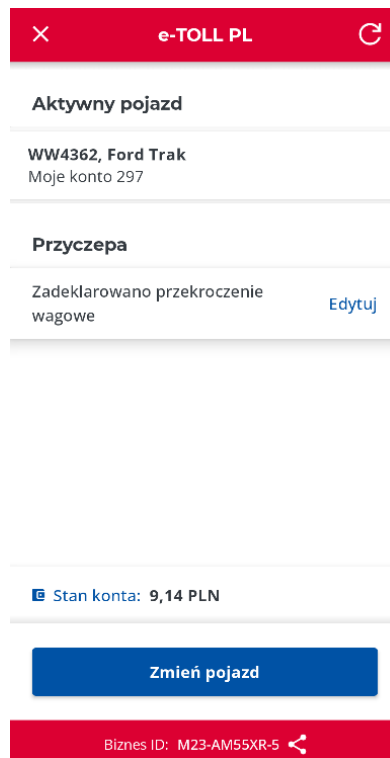 e-TOLL PL
Aktywny pojazd
WW4362, Ford Trak
Moje konto 297
Przyczepa
Zadeklarowano przekroczenie
wagowe
Edytuj
Stan konta: 9,14 PLN
Zmień pojazd
Biznes ID: M23-AM55XR-5